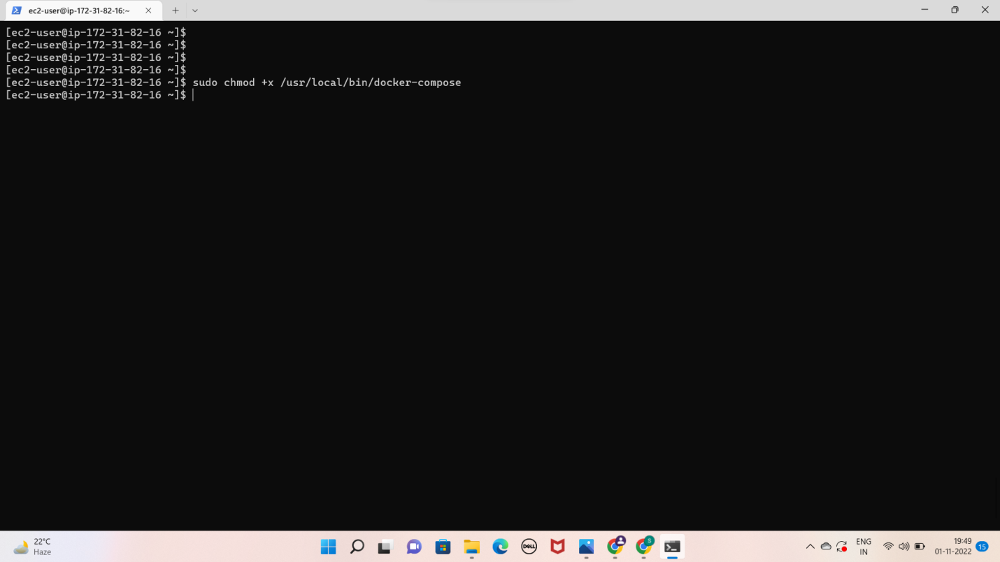 ec2-user@ip-172-31-82-16:~
[ec2-user@ip-172-31-82-16 ~]$
[ec2-user@ip-172-31-82-16 ~]$
[ec2-user@ip-172-31-82-16 ~]$
[ec2-user@ip-172-31-82-16 ~]$
[ec2-user@ip-172-31-82-16 ~]$ sudo chmod +x /usr/local/bin/docker-compose
[ec2-user@ip-172-31-82-16 ~]$
22°C
Haze
DELL
S
ENG
IN
19:49
01-11-2022
15